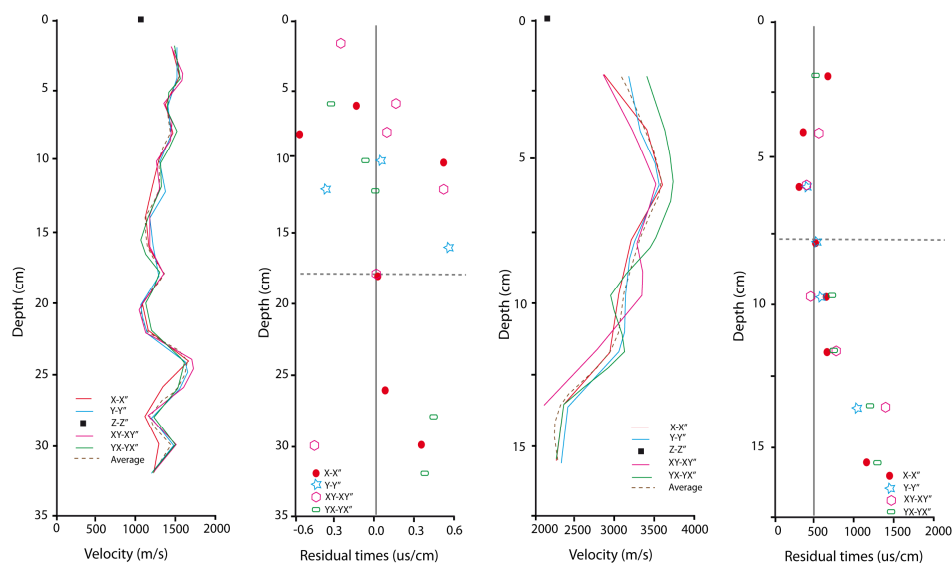 0
5
10
15
20
25
30
35
Depth (cm)
X-X″
Y-Y″
Z-Z″
XY-XY″
YX-YX″
Average
0
500
1000
1500
2000
Velocity (m/s)
0
5
10
15
20
25
30
35
Depth (cm)
X-X″
Y-Y″
XY-XY″
YX-YX″
-0.6
-0.3
0.0
0.3
0.6
Residual times (us/cm)
0
5
10
15
Depth (cm)
X-X″
Y-Y″
Z-Z″
XY-XY″
YX-YX″
Average
2000
2500
3000
3500
4000
Velocity (m/s)
0
5
10
15
Depth (cm)
X-X″
Y-Y″
XY-XY″
YX-YX″
0
500
1000
1500
2000
Residual times (us/cm)